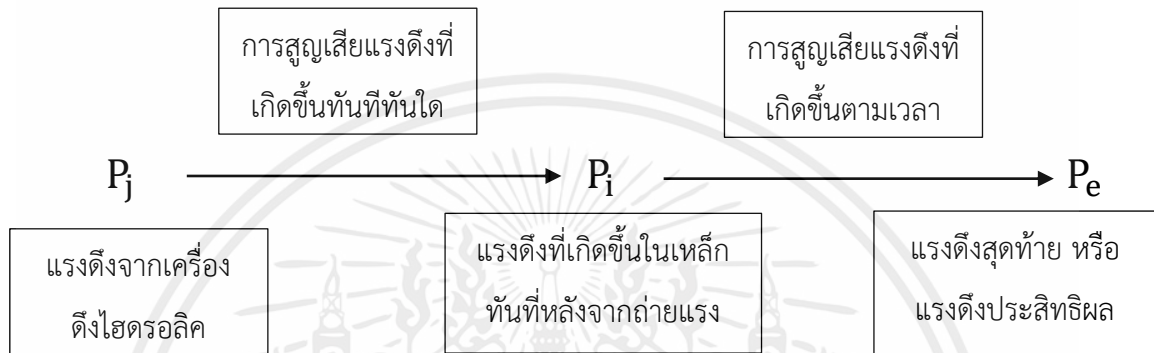 การสูญเสียแรงดึงที่
เกิดขึ้นทันทีทันใด
การสูญเสียแรงดึงที่
เกิดขึ้นตามเวลา
Pj Pi Pe
แรงดึงจากเครื่อง
ดึงไฮดรอลิค
แรงดึงที่เกิดขึ้นในเหล็ก
ทันที่หลังจากถ่ายแรง
แรงดึงสุดท้าย หรือ
แรงดึงประสิทธิผล